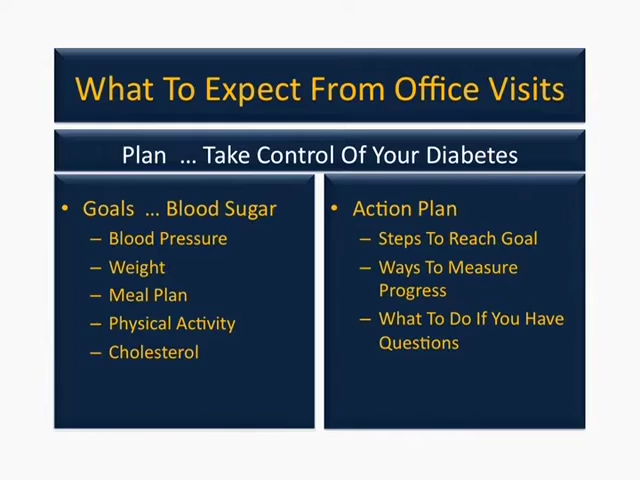 What To Expect From Office Visits
Plan ... Take Control Of Your Diabetes
• Goals ... Blood Sugar
– Blood Pressure
– Weight
– Meal Plan
– Physical Activity
– Cholesterol
• Action Plan
– Steps To Reach Goal
– Ways To Measure
Progress
– What To Do If You Have
Questions